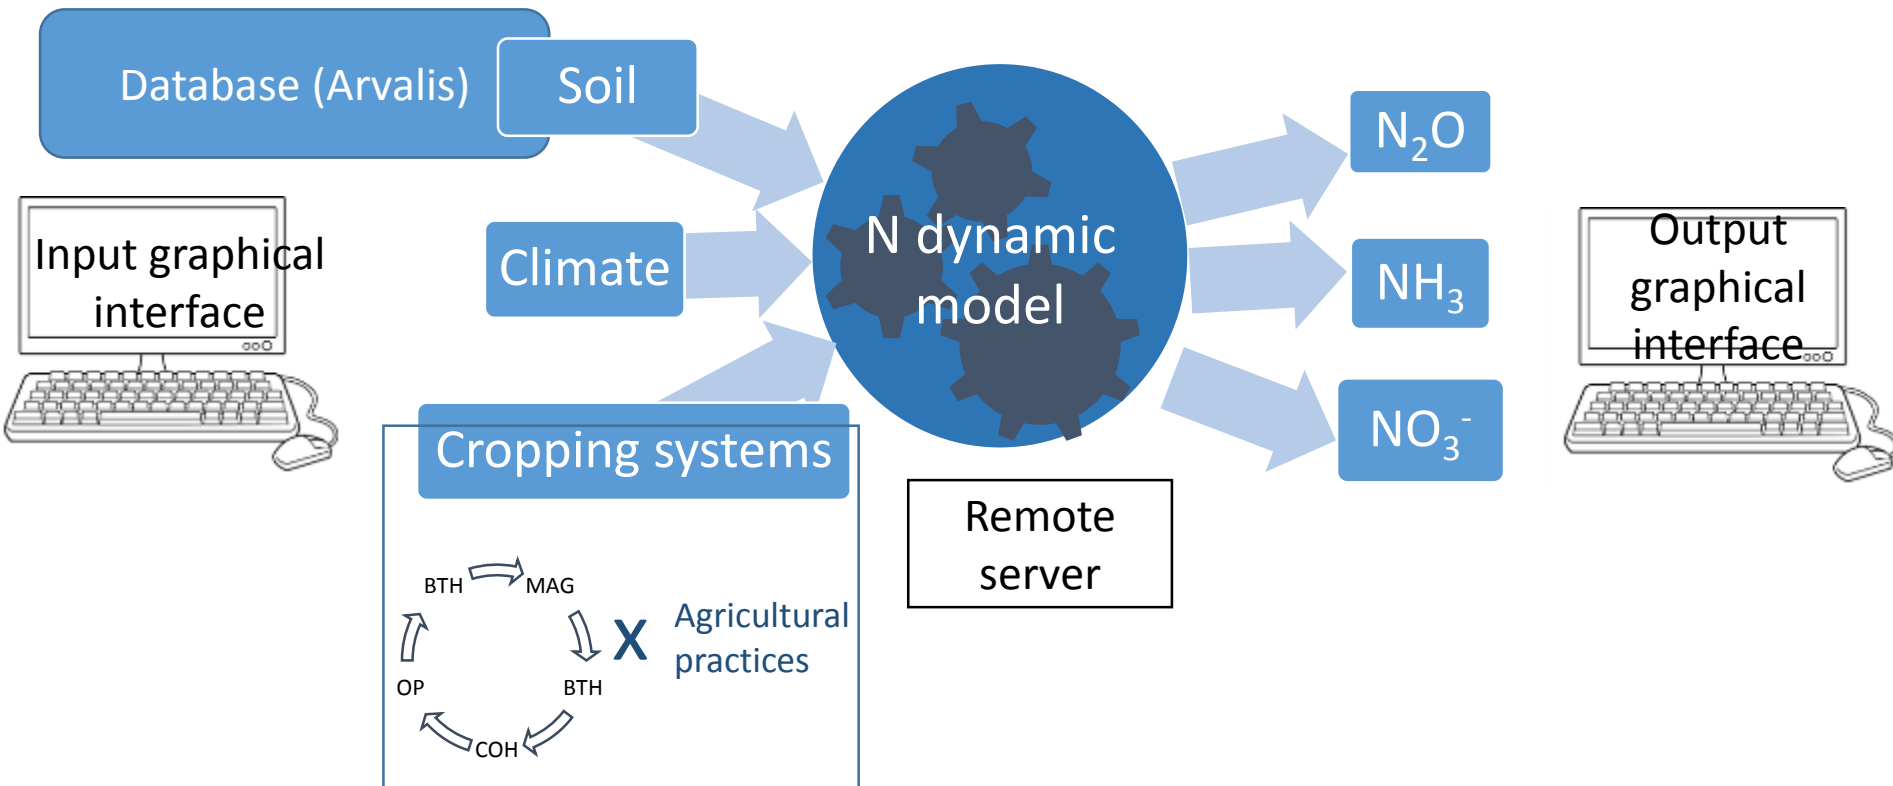 Database (Arvalis)
Soil
Input graphical
interface
Climate
Cropping systems
BTH
MAG
BTH
COH
OP
X
Agricultural
practices
N dynamic
model
Remote
server
N₂O
NH₃
NO₃⁻
Output
graphical
interface